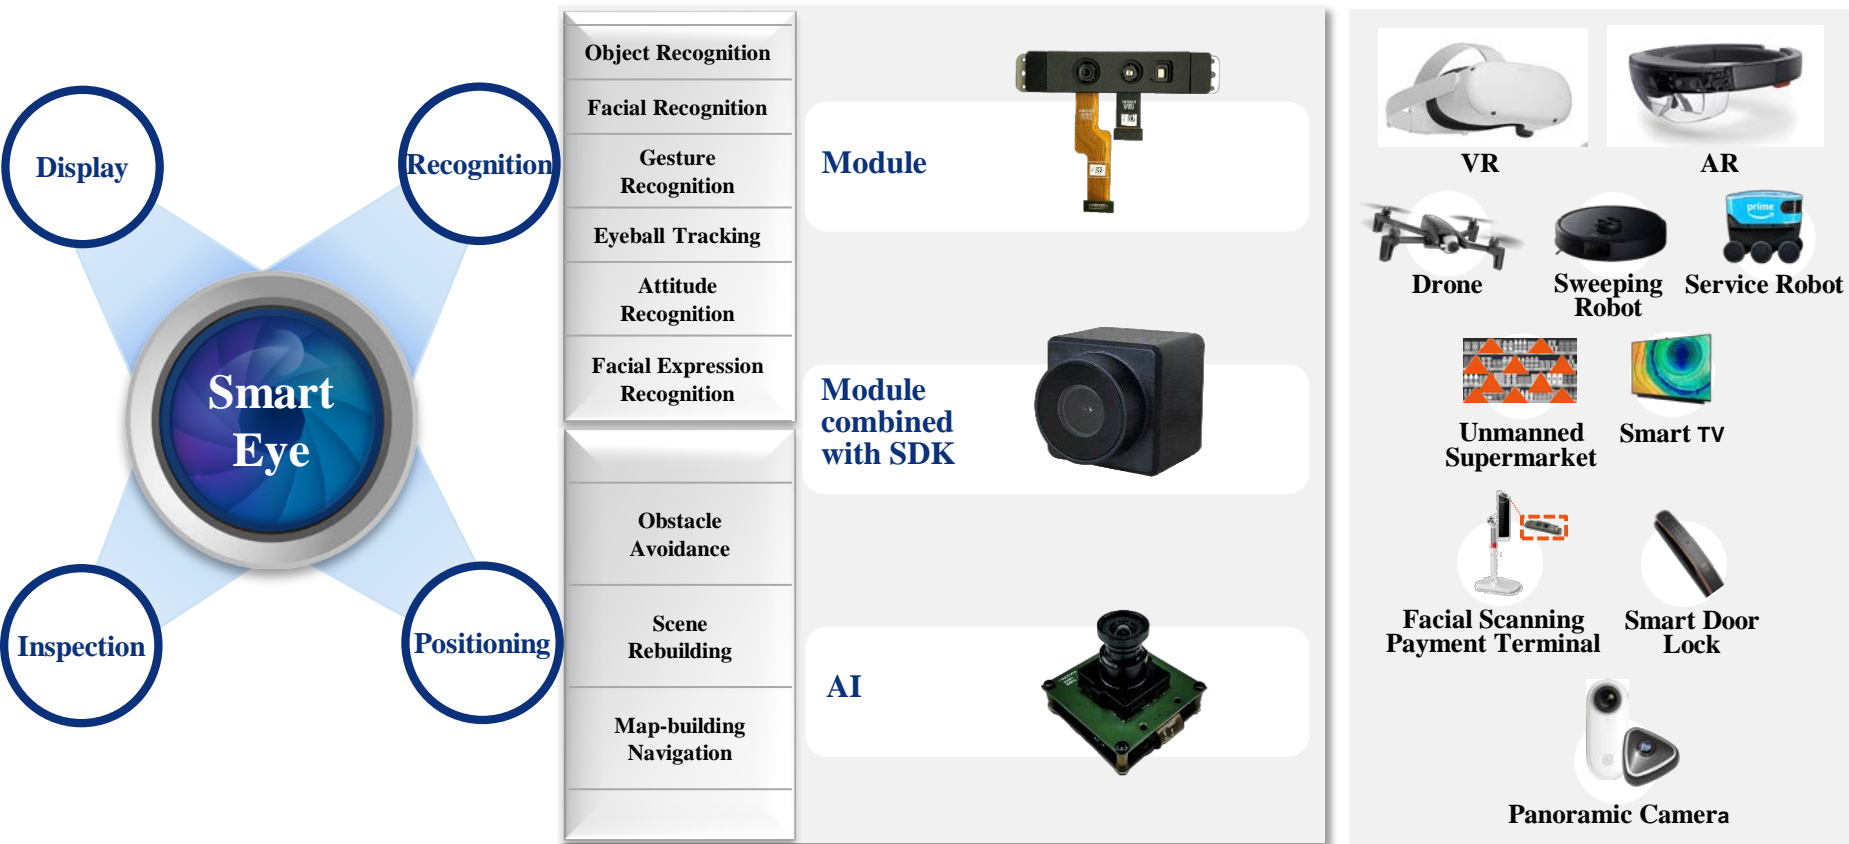 Display
Recognition
Smart
Eye
Inspection
Positioning
Object Recognition
Facial Recognition
Gesture
Recognition
Eyeball Tracking
Attitude
Recognition
Facial Expression
Recognition
Obstacle
Avoidance
Scene
Rebuilding
Map-building
Navigation
Module
Module
combined
with SDK
AI
VR
AR
prime
Drone
Sweeping
Robot
Service Robot
Unmanned
Supermarket
Smart TV
Facial Scanning
Payment Terminal
Smart Door
Lock
Panoramic Camera